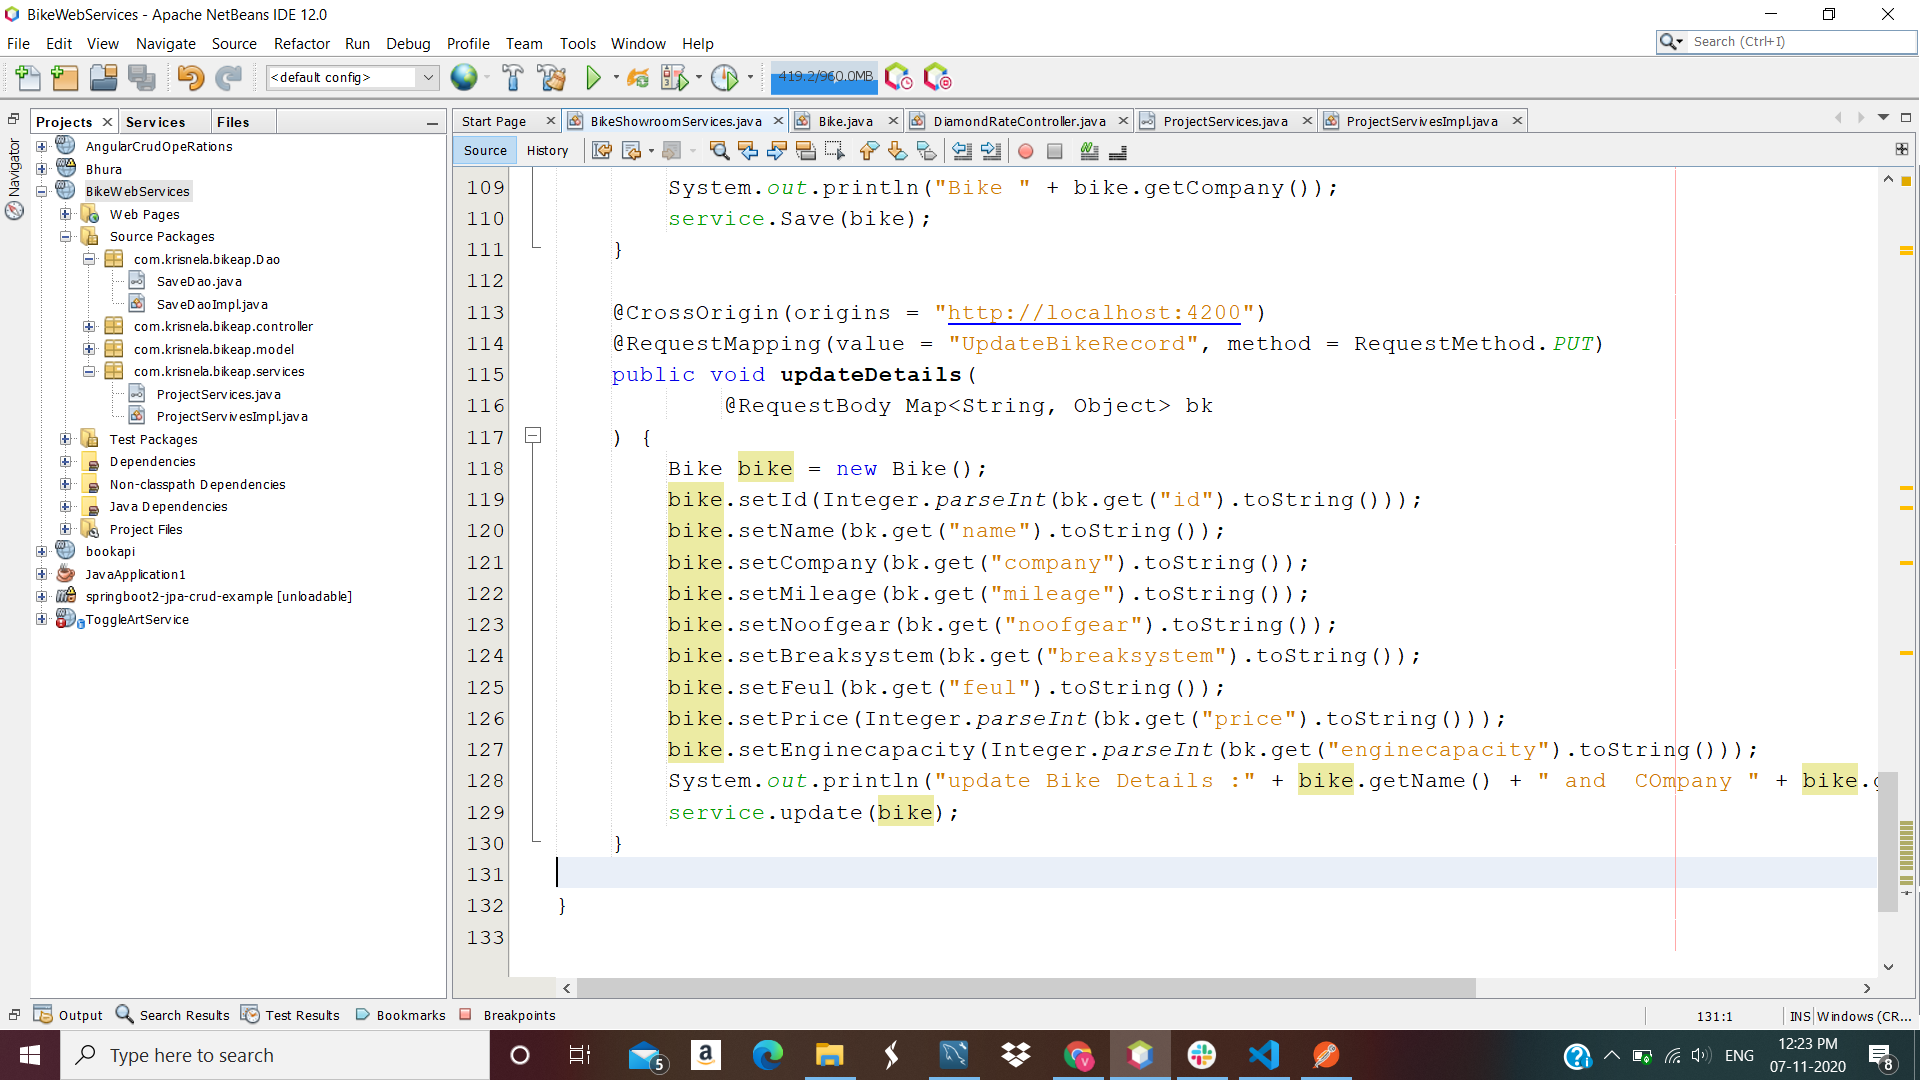 BikeWebServices - Apache NetBeans IDE 12.0
File Edit View Navigate Source Refactor Run Debug Profile Team Tools Window Help
Search (Ctrl+I)
<default config>
419.2/960.0MB
Projects Services Files
Navigator
AngularCrudOpeRations
Bhura
BikeWebServices
Web Pages
Source Packages
com.krisnela.bikeap.Dao
SaveDao.java
SaveDaoImpl.java
com.krisnela.bikeap.controller
com.krisnela.bikeap.model
com.krisnela.bikeap.services
ProjectServices.java
ProjectServivesImpl.java
Test Packages
Dependencies
Non-classpath Dependencies
Java Dependencies
Project Files
bookapi
JavaApplication1
springboot2-jpa-crud-example [unloadable]
ToggleArtService
Start Page BikeShowroomServices.java Bike.java DiamondRateController.java ProjectServices.java ProjectServivesImpl.java
Source History
109 System.out.println("Bike " + bike.getCompany());
110 service.Save(bike);
111 }
112
113 @CrossOrigin(origins = "http://localhost:4200")
114 @RequestMapping(value = "UpdateBikeRecord", method = RequestMethod.PUT)
115 public void updateDetails(
116 @RequestBody Map<String, Object> bk
117 ) {
118 Bike bike = new Bike();
119 bike.setId(Integer.parseInt(bk.get("id").toString()));
120 bike.setName(bk.get("name").toString());
121 bike.setCompany(bk.get("company").toString());
122 bike.setMileage(bk.get("mileage").toString());
123 bike.setNoofgear(bk.get("noofgear").toString());
124 bike.setBreaksystem(bk.get("breaksystem").toString());
125 bike.setFeul(bk.get("feul").toString());
126 bike.setPrice(Integer.parseInt(bk.get("price").toString()));
127 bike.setEnginecapacity(Integer.parseInt(bk.get("enginecapacity").toString()));
128 System.out.println("update Bike Details :" + bike.getName() + " and  COmpany " + bike.
129 service.update(bike);
130 }
131
132 }
133
Output Search Results Test Results Bookmarks Breakpoints
131:1 INS Windows (CR...
Type here to search
5
ENG
12:23 PM
07-11-2020
8